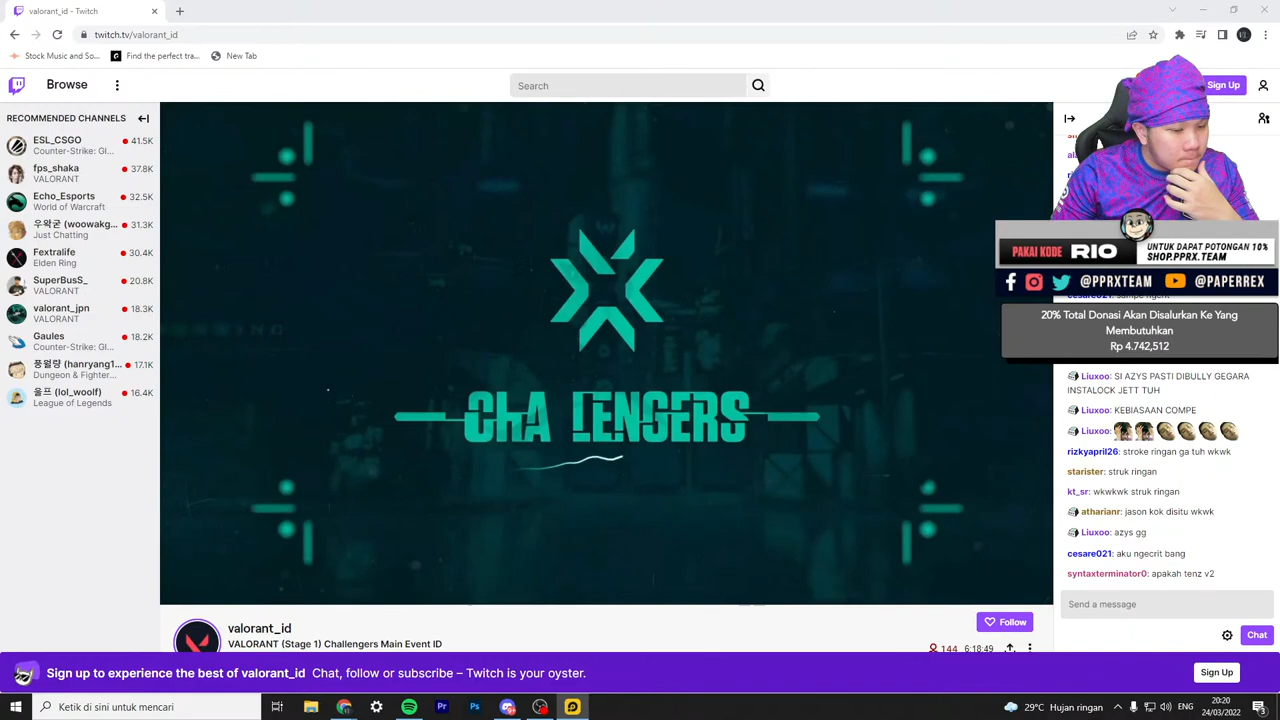 valorant_id - Twitch
twitch.tv/valorant_id
Stock Music and So...
Find the perfect tra...
New Tab
Browse
Search
Sign Up
RECOMMENDED CHANNELS
ESL_CSGO
Counter-Strike: Gl...
41.5K
fps_shaka
VALORANT
37.8K
Echo_Esports
World of Warcraft
32.5K
우왁굳 (woowakg...
Just Chatting
31.3K
Fextralife
Elden Ring
30.4K
SuperBusS_
VALORANT
20.8K
valorant_jpn
VALORANT
18.3K
Gaules
Counter-Strike: Gl...
18.2K
풍월량 (hanryang1...
Dungeon & Fighter...
17.1K
울프 (lol_woolf)
League of Legends
16.4K
ChA LENGERS
PAKAI KODE RIO
UNTUK DAPAT POTONGAN 10%
SHOP.PPRX.TEAM
@PPRXTEAM @PAPERREX
20% Total Donasi Akan Disalurkan Ke Yang
Membutuhkan
Rp 4.742,512
Liuxoo: SI AZYS PASTI DIBULLY GEGARA
INSTALOCK JETT TUH
Liuxoo: KEBIASAAN COMPE
Liuxoo:
rizkyapril26: stroke ringan ga tuh wkwk
starister: struk ringan
kt_sr: wkwkwk struk ringan
atharianr: jason kok disitu wkwk
Liuxoo: azys gg
cesare021: aku ngecrit bang
syntaxterminator0: apakah tenz v2
Send a message
Chat
valorant_id
VALORANT (Stage 1) Challengers Main Event ID
Follow
144 6:18:49
Sign up to experience the best of valorant_id Chat, follow or subscribe – Twitch is your oyster.
Sign Up
Ketik di sini untuk mencari
29°C Hujan ringan
ENG
20:20
24/03/2022